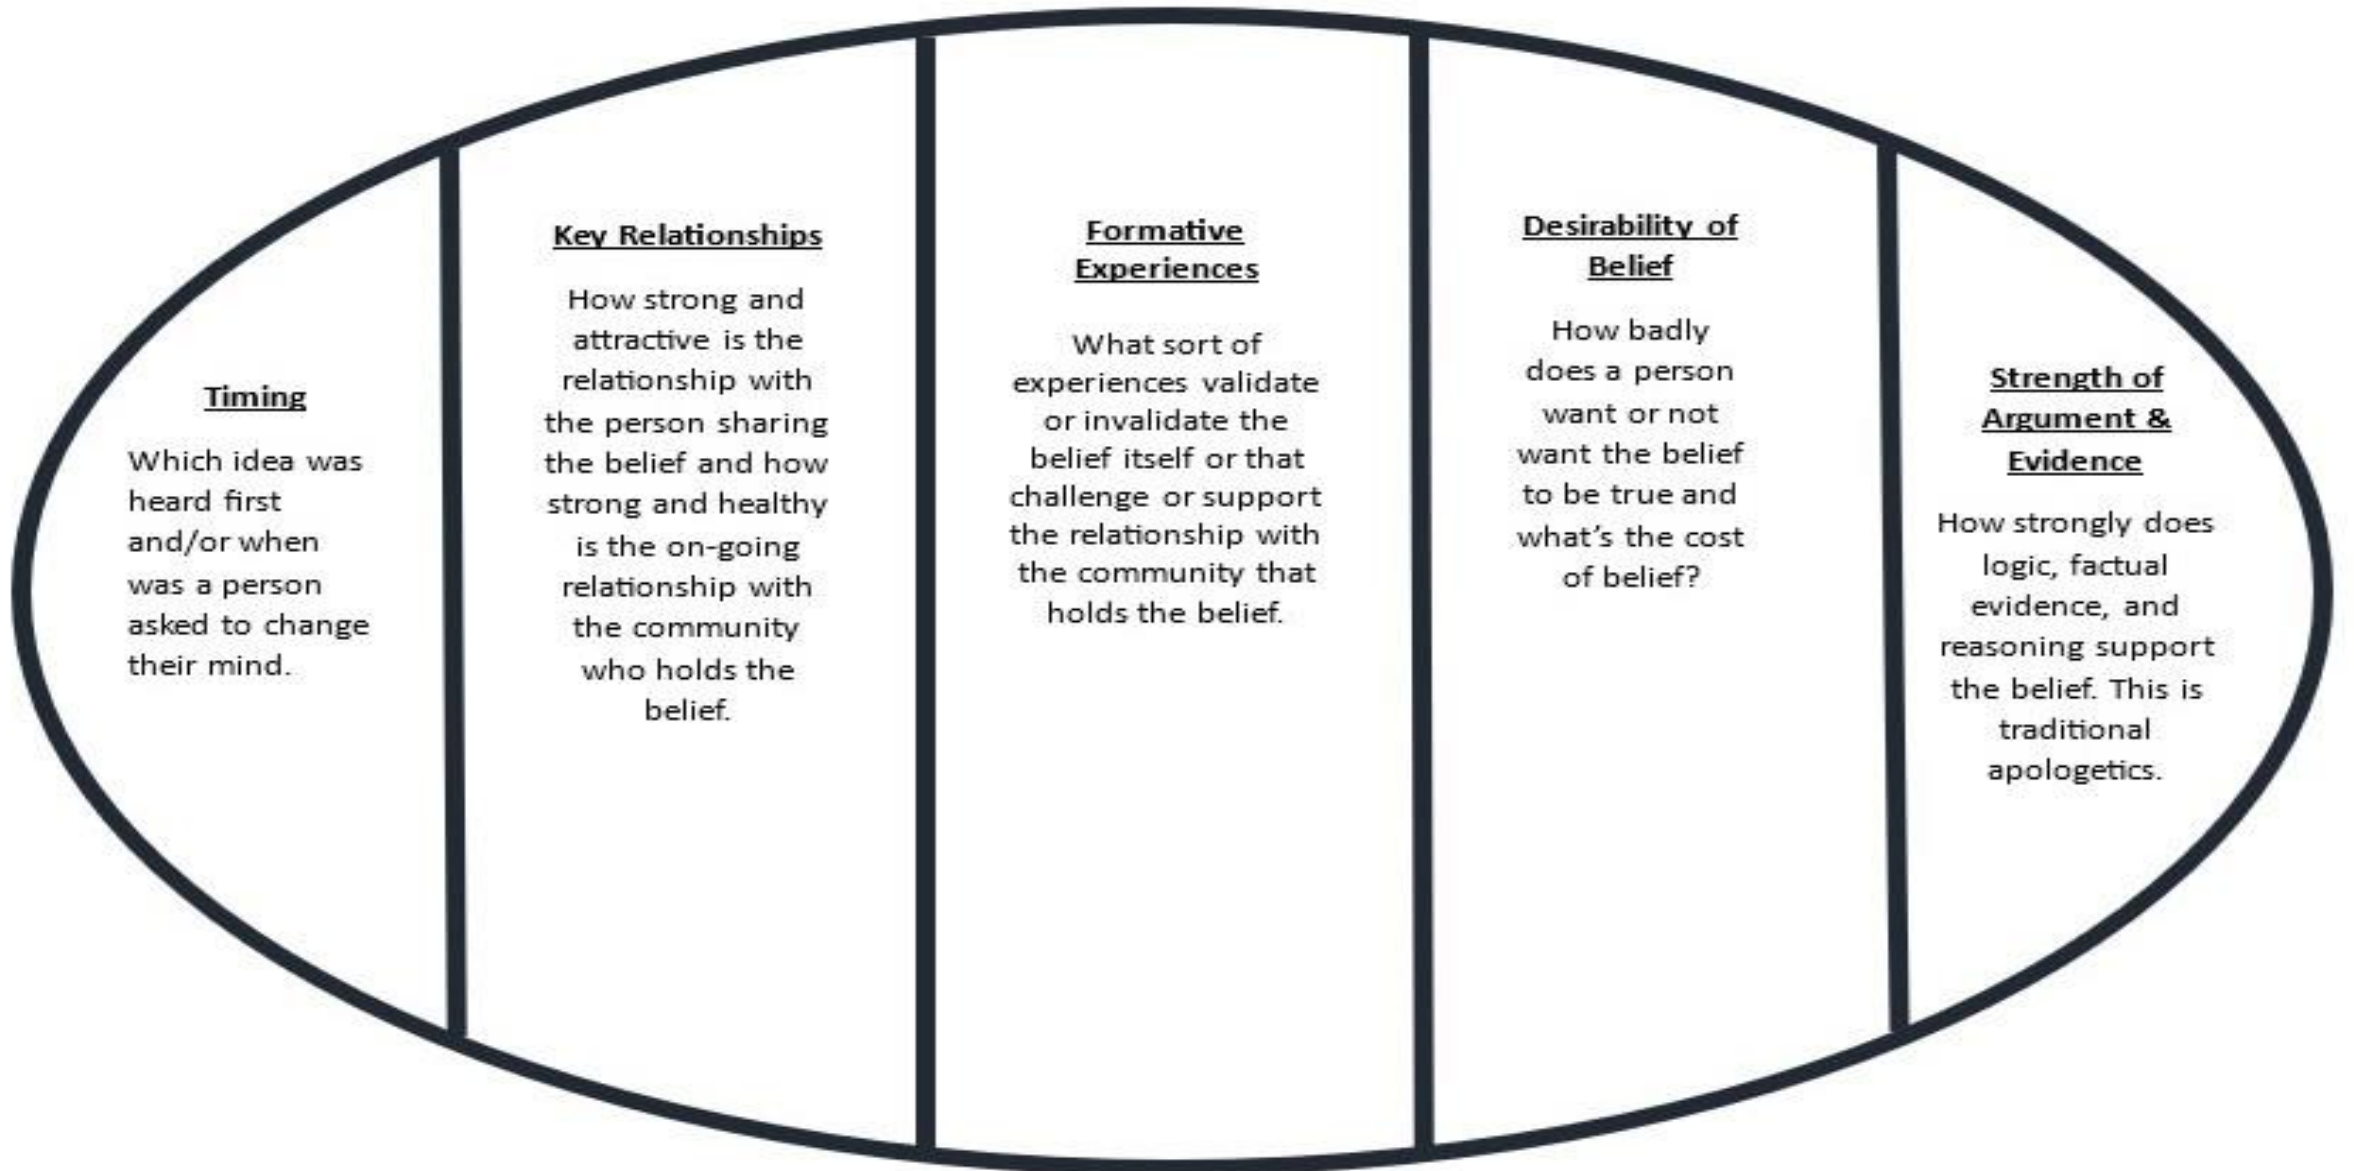 Timing
Which idea was
heard first
and/or when
was a person
asked to change
their mind.
Key Relationships
How strong and
attractive is the
relationship with
the person sharing
the belief and how
strong and healthy
is the on-going
relationship with
the community
who holds the
belief.
Formative
Experiences
What sort of
experiences validate
or invalidate the
belief itself or that
challenge or support
the relationship with
the community that
holds the belief.
Desirability of
Belief
How badly
does a person
want or not
want the belief
to be true and
what's the cost
of belief?
Strength of
Argument &
Evidence
How strongly does
logic, factual
evidence, and
reasoning support
the belief. This is
traditional
apologetics.